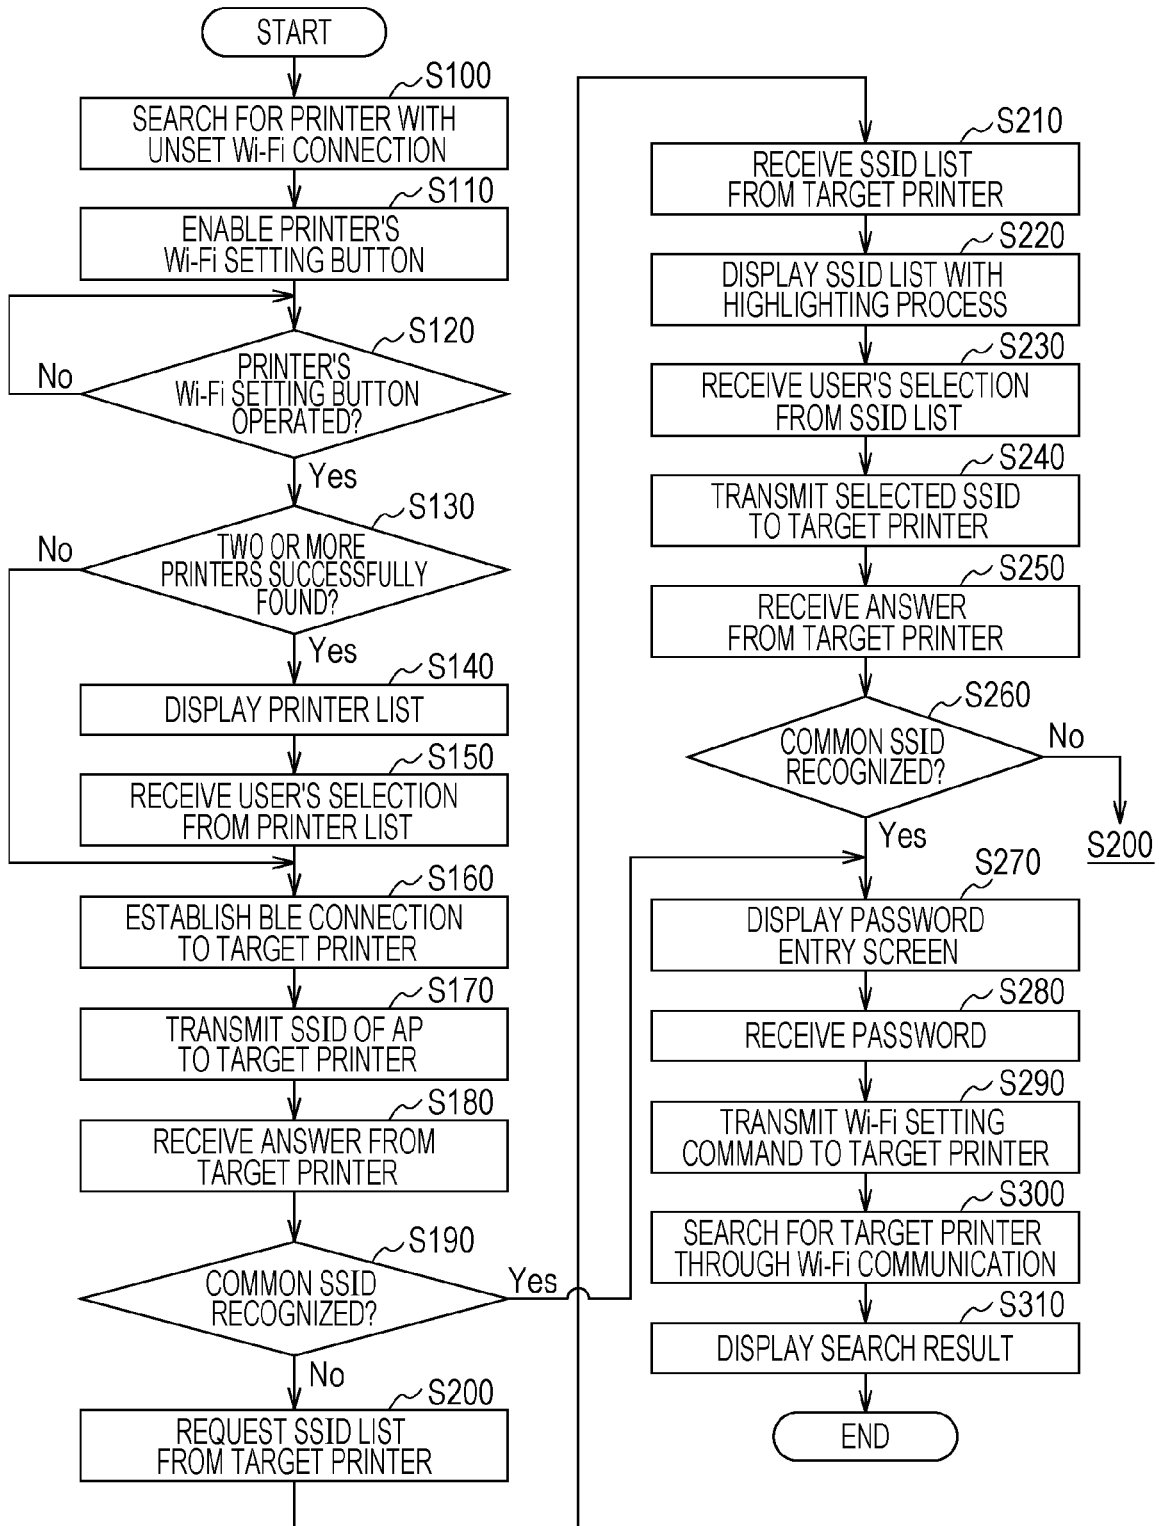 START
S100
SEARCH FOR PRINTER WITH
UNSET Wi-Fi CONNECTION
S110
ENABLE PRINTER'S
Wi-Fi SETTING BUTTON
S120
PRINTER'S
Wi-Fi SETTING BUTTON
OPERATED?
No
Yes
S130
TWO OR MORE
PRINTERS SUCCESSFULLY
FOUND?
No
Yes
S140
DISPLAY PRINTER LIST
S150
RECEIVE USER'S SELECTION
FROM PRINTER LIST
S160
ESTABLISH BLE CONNECTION
TO TARGET PRINTER
S170
TRANSMIT SSID OF AP
TO TARGET PRINTER
S180
RECEIVE ANSWER FROM
TARGET PRINTER
S190
COMMON SSID
RECOGNIZED?
Yes
No
S200
REQUEST SSID LIST
FROM TARGET PRINTER
S210
RECEIVE SSID LIST
FROM TARGET PRINTER
S220
DISPLAY SSID LIST WITH
HIGHLIGHTING PROCESS
S230
RECEIVE USER'S SELECTION
FROM SSID LIST
S240
TRANSMIT SELECTED SSID
TO TARGET PRINTER
S250
RECEIVE ANSWER
FROM TARGET PRINTER
S260
COMMON SSID
RECOGNIZED?
No
S200
Yes
S270
DISPLAY PASSWORD
ENTRY SCREEN
S280
RECEIVE PASSWORD
S290
TRANSMIT Wi-Fi SETTING
COMMAND TO TARGET PRINTER
S300
SEARCH FOR TARGET PRINTER
THROUGH Wi-Fi COMMUNICATION
S310
DISPLAY SEARCH RESULT
END